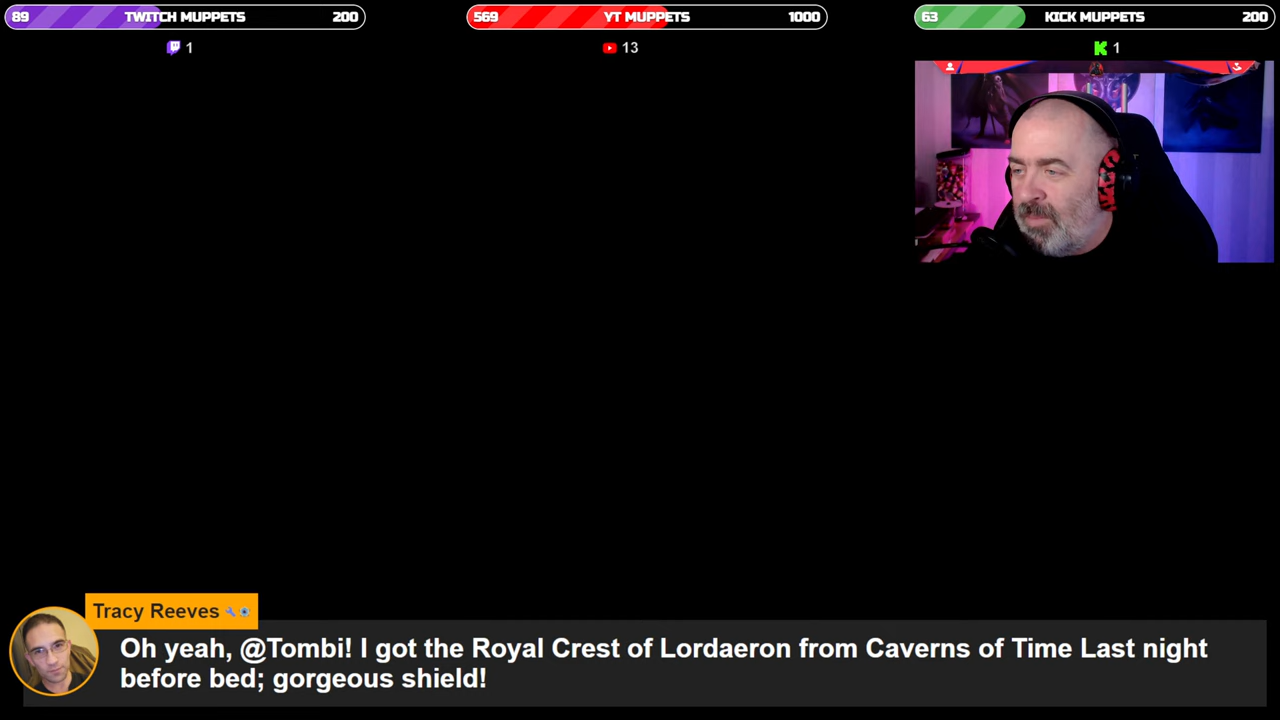 89 TWITCH MUPPETS 200
569 YT MUPPETS 1000
63 KICK MUPPETS 200
1
13
1
Tracy Reeves
Oh yeah, @Tombi! I got the Royal Crest of Lordaeron from Caverns of Time Last night
before bed; gorgeous shield!